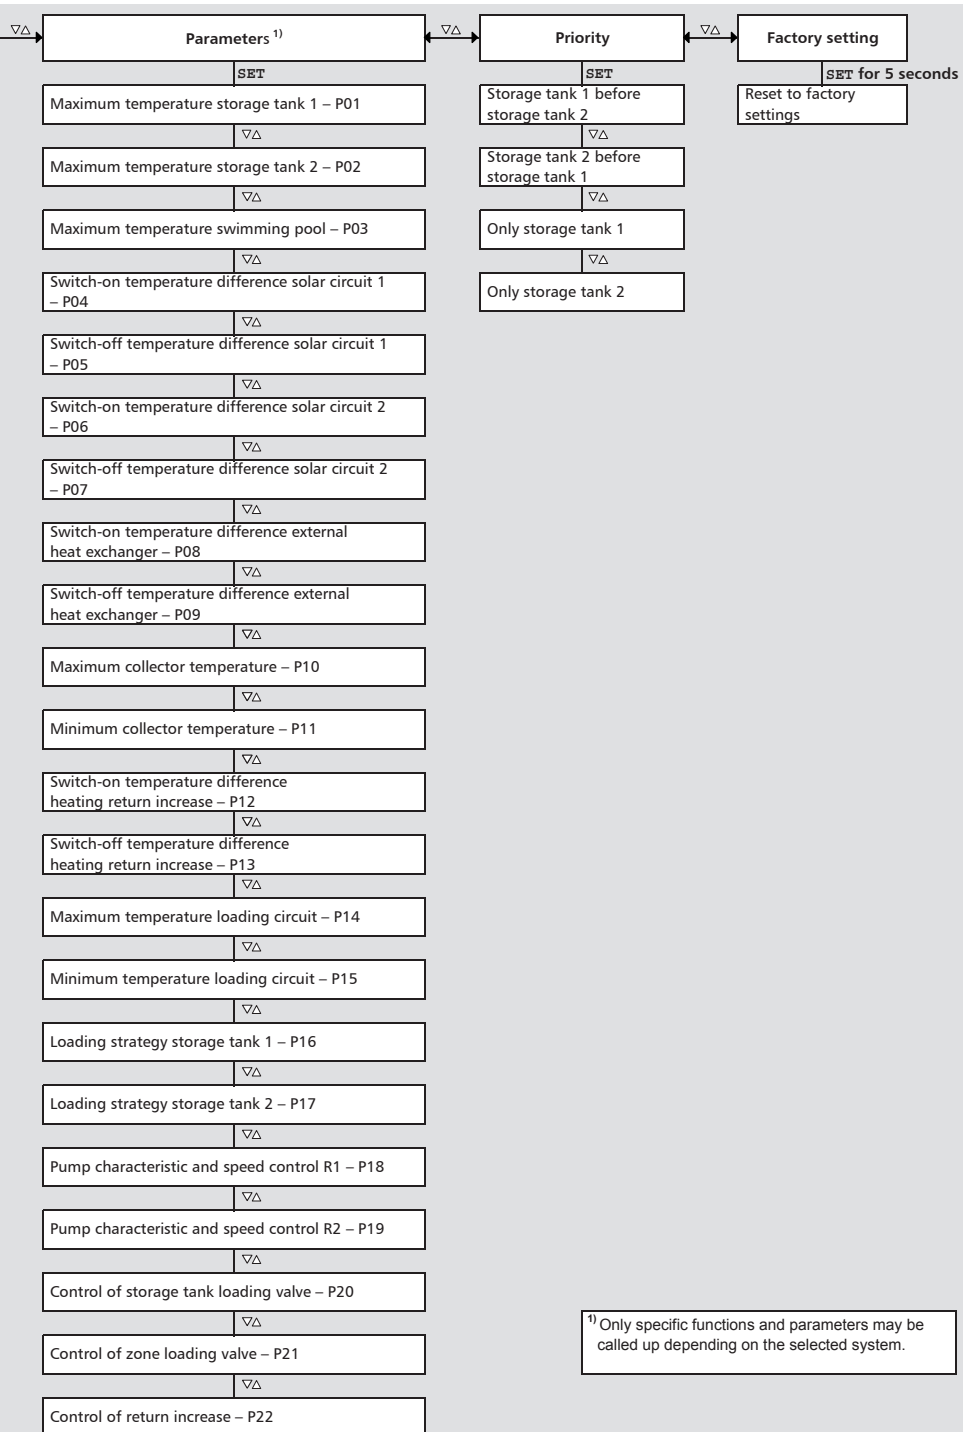 ▽△ Parameters 1) ▽△ Priority ▽△ Factory setting
SET
Maximum temperature storage tank 1 – P01
▽△
Maximum temperature storage tank 2 – P02
▽△
Maximum temperature swimming pool – P03
▽△
Switch-on temperature difference solar circuit 1
– P04
▽△
Switch-off temperature difference solar circuit 1
– P05
▽△
Switch-on temperature difference solar circuit 2
– P06
▽△
Switch-off temperature difference solar circuit 2
– P07
▽△
Switch-on temperature difference external
heat exchanger – P08
▽△
Switch-off temperature difference external
heat exchanger – P09
▽△
Maximum collector temperature – P10
▽△
Minimum collector temperature – P11
▽△
Switch-on temperature difference
heating return increase – P12
▽△
Switch-off temperature difference
heating return increase – P13
▽△
Maximum temperature loading circuit – P14
▽△
Minimum temperature loading circuit – P15
▽△
Loading strategy storage tank 1 – P16
▽△
Loading strategy storage tank 2 – P17
▽△
Pump characteristic and speed control R1 – P18
▽△
Pump characteristic and speed control R2 – P19
▽△
Control of storage tank loading valve – P20
▽△
Control of zone loading valve – P21
▽△
Control of return increase – P22
SET
Storage tank 1 before
storage tank 2
▽△
Storage tank 2 before
storage tank 1
▽△
Only storage tank 1
▽△
Only storage tank 2
SET for 5 seconds
Reset to factory
settings
1) Only specific functions and parameters may be
called up depending on the selected system.